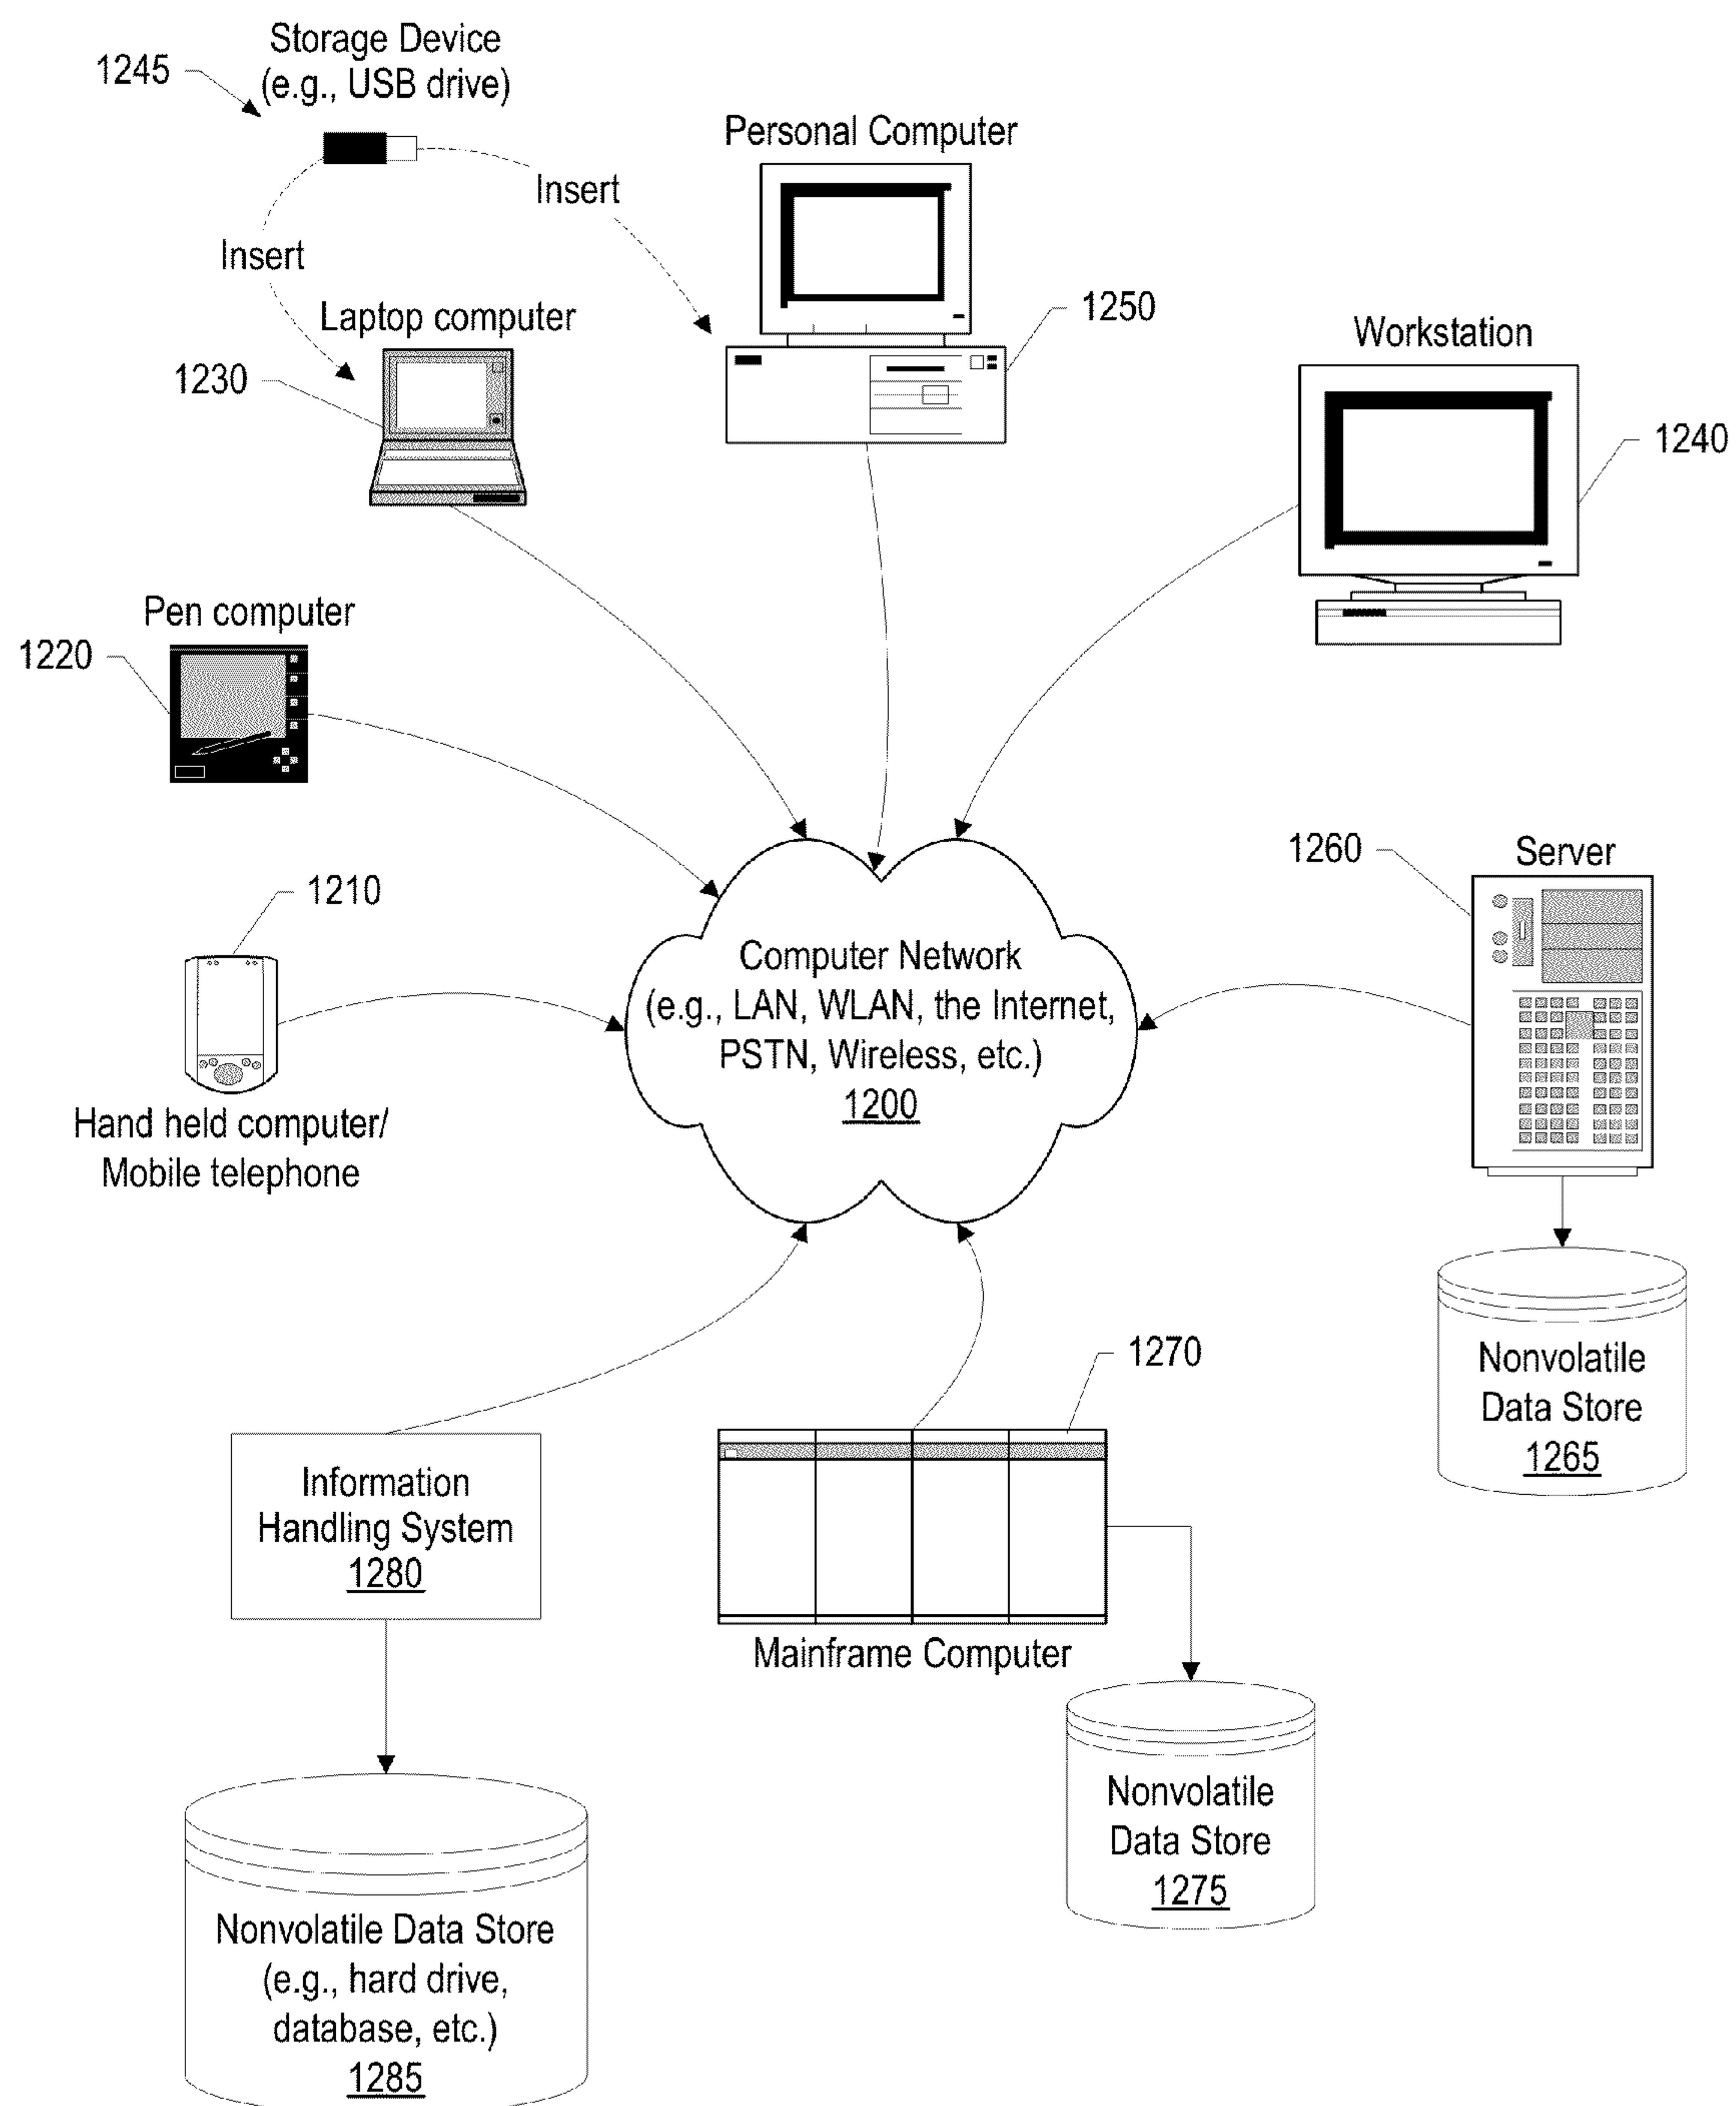 Storage Device
(e.g., USB drive)
1245
Personal Computer
Insert
Insert
Laptop computer
1230
1250
Workstation
1240
Pen computer
1220
1260
Server
1210
Computer Network
(e.g., LAN, WLAN, the Internet,
PSTN, Wireless, etc.)
1200
Hand held computer/
Mobile telephone
1270
Nonvolatile
Data Store
1265
Information
Handling System
1280
Mainframe Computer
Nonvolatile
Data Store
1275
Nonvolatile Data Store
(e.g., hard drive,
database, etc.)
1285